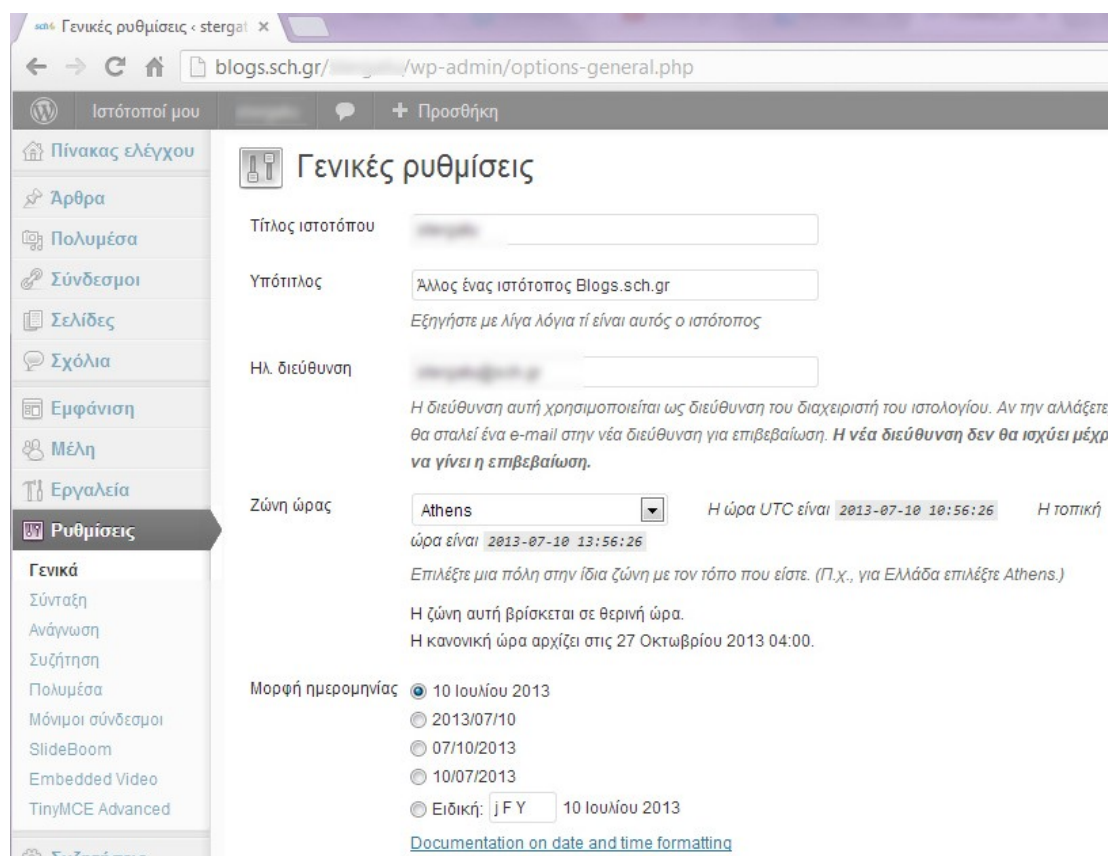 sch Γενικές ρυθμίσεις ‹ stergat
blogs.sch.gr/ /wp-admin/options-general.php
Ιστότοποί μου
+ Προσθήκη
Πίνακας ελέγχου
Άρθρα
Πολυμέσα
Σύνδεσμοι
Σελίδες
Σχόλια
Εμφάνιση
Μέλη
Εργαλεία
Ρυθμίσεις
Γενικά
Σύνταξη
Ανάγνωση
Συζήτηση
Πολυμέσα
Μόνιμοι σύνδεσμοι
SlideBoom
Embedded Video
TinyMCE Advanced
Γενικές ρυθμίσεις
Τίτλος ιστοτόπου
Υπότιτλος
Άλλος ένας ιστότοπος Blogs.sch.gr
Εξηγήστε με λίγα λόγια τί είναι αυτός ο ιστότοπος
Ηλ. διεύθυνση
Η διεύθυνση αυτή χρησιμοποιείται ως διεύθυνση του διαχειριστή του ιστολογίου. Αν την αλλάξετε
θα σταλεί ένα e-mail στην νέα διεύθυνση για επιβεβαίωση. Η νέα διεύθυνση δεν θα ισχύει μέχρ
να γίνει η επιβεβαίωση.
Ζώνη ώρας
Athens
Η ώρα UTC είναι 2013-07-10 10:56:26 Η τοπική
ώρα είναι 2013-07-10 13:56:26
Επιλέξτε μια πόλη στην ίδια ζώνη με τον τόπο που είστε. (Π.χ., για Ελλάδα επιλέξτε Athens.)
Η ζώνη αυτή βρίσκεται σε θερινή ώρα.
Η κανονική ώρα αρχίζει στις 27 Οκτωβρίου 2013 04:00.
Μορφή ημερομηνίας
10 Ιουλίου 2013
2013/07/10
07/10/2013
10/07/2013
Ειδική: j F Y 10 Ιουλίου 2013
Documentation on date and time formatting